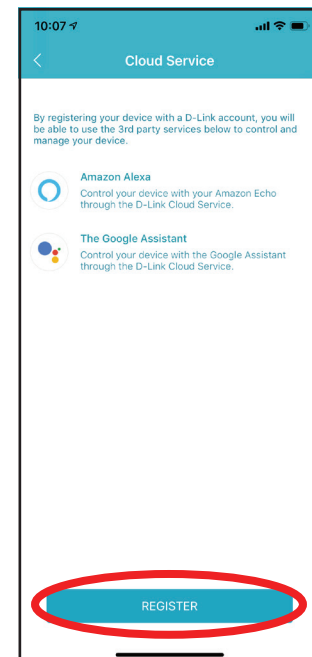 10:07
Cloud Service
By registering your device with a D-Link account, you will
be able to use the 3rd party services below to control and
manage your device.
Amazon Alexa
Control your device with your Amazon Echo
through the D-Link Cloud Service.
The Google Assistant
Control your device with the Google Assistant
through the D-Link Cloud Service.
REGISTER